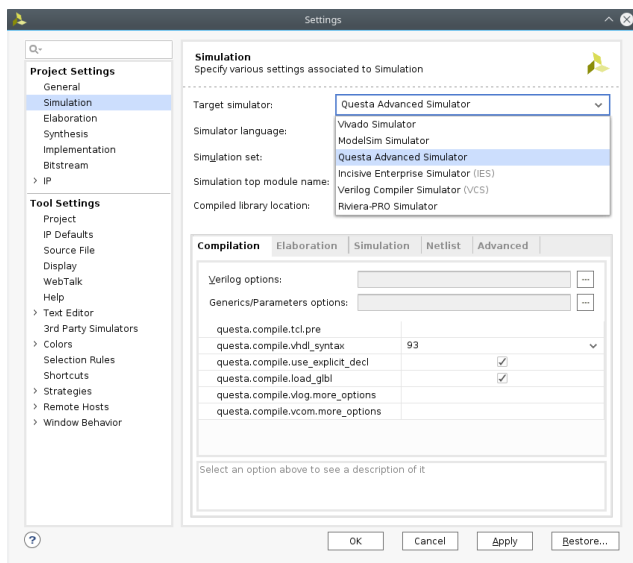 Settings
Q-
Project Settings
General
Simulation
Elaboration
Synthesis
Implementation
Bitstream
> IP
Tool Settings
Project
IP Defaults
Source File
Display
WebTalk
Help
> Text Editor
3rd Party Simulators
> Colors
Selection Rules
Shortcuts
> Strategies
> Remote Hosts
> Window Behavior
Simulation
Specify various settings associated to Simulation
Target simulator: Questa Advanced Simulator
Simulator language:
Simulation set:
Simulation top module name:
Compiled library location:
Vivado Simulator
ModelSim Simulator
Questa Advanced Simulator
Incisive Enterprise Simulator (IES)
Verilog Compiler Simulator (VCS)
Riviera-PRO Simulator
Compilation Elaboration Simulation Netlist Advanced
Verilog options: ...
Generics/Parameters options: ...
questa.compile.tcl.pre
questa.compile.vhdl_syntax 93
questa.compile.use_explicit_decl
questa.compile.load_glbl
questa.compile.vlog.more_options
questa.compile.vcom.more_options
Select an option above to see a description of it
? OK Cancel Apply Restore...